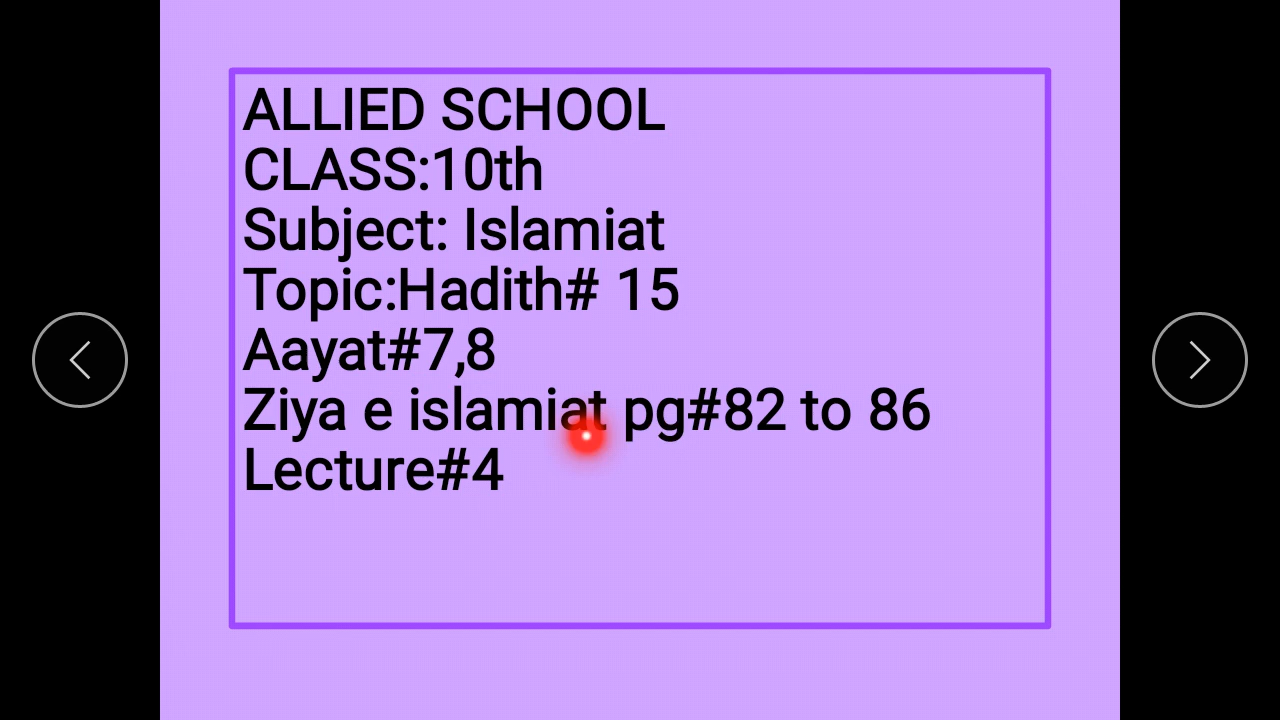 ALLIED SCHOOL
CLASS:10th
Subject: Islamiat
Topic:Hadith# 15
Aayat#7,8
Ziya e islamiat pg#82 to 86
Lecture#4